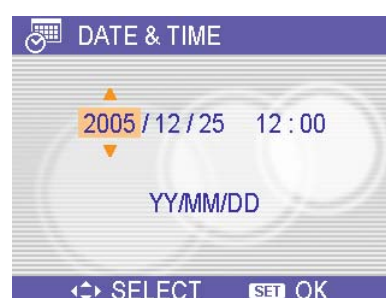 DATE & TIME
2005 / 12 / 25 12 : 00
YY/MM/DD
SELECT SET OK